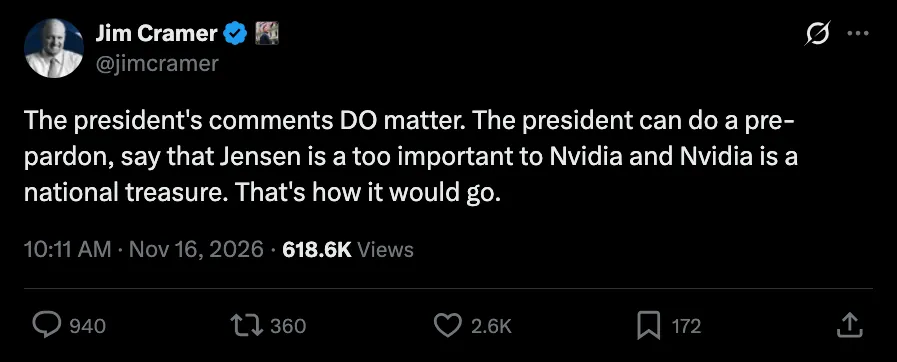 Jim Cramer
@jimcramer
The president's comments DO matter. The president can do a pre-
pardon, say that Jensen is a too important to Nvidia and Nvidia is a
national treasure. That's how it would go.
10:11 AM · Nov 16, 2026 · 618.6K Views
940 360 2.6K 172